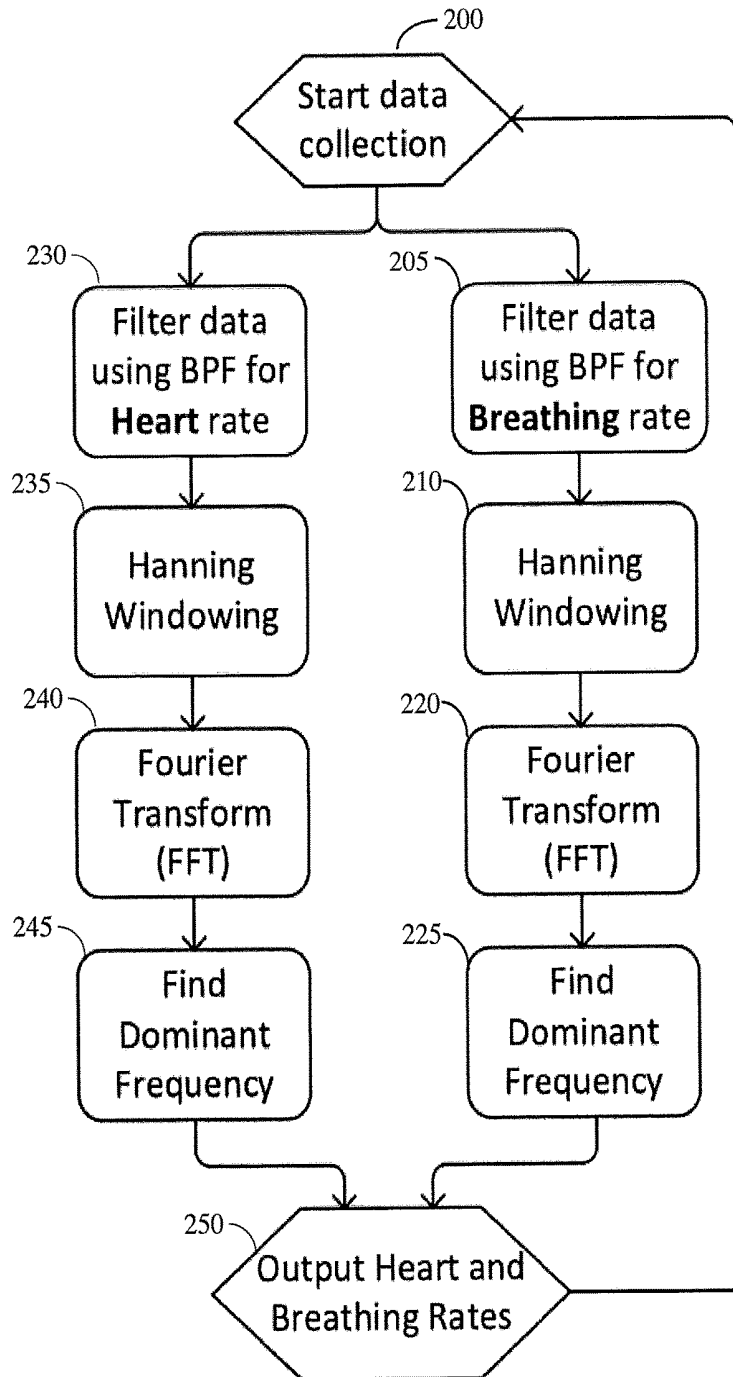 200
Start data
collection
230
Filter data
using BPF for
Heart rate
205
Filter data
using BPF for
Breathing rate
235
Hanning
Windowing
210
Hanning
Windowing
240
Fourier
Transform
(FFT)
220
Fourier
Transform
(FFT)
245
Find
Dominant
Frequency
225
Find
Dominant
Frequency
250
Output Heart and
Breathing Rates